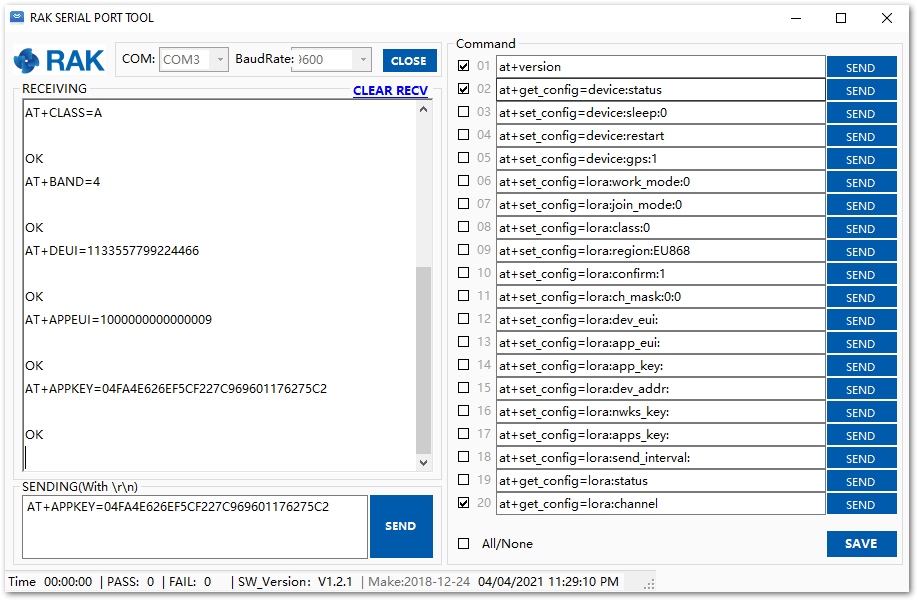 RAK SERIAL PORT TOOL
RAK
COM: COM3 BaudRate: 9600 CLOSE
RECEIVING CLEAR RECV
AT+CLASS=A
OK
AT+BAND=4
OK
AT+DEUI=1133557799224466
OK
AT+APPEUI=1000000000000009
OK
AT+APPKEY=04FA4E626EF5CF227C969601176275C2
OK
SENDING(With \r\n)
AT+APPKEY=04FA4E626EF5CF227C969601176275C2
SEND
Command
01 at+version SEND
02 at+get_config=device:status SEND
03 at+set_config=device:sleep:0 SEND
04 at+set_config=device:restart SEND
05 at+set_config=device:gps:1 SEND
06 at+set_config=lora:work_mode:0 SEND
07 at+set_config=lora:join_mode:0 SEND
08 at+set_config=lora:class:0 SEND
09 at+set_config=lora:region:EU868 SEND
10 at+set_config=lora:confirm:1 SEND
11 at+set_config=lora:ch_mask:0:0 SEND
12 at+set_config=lora:dev_eui: SEND
13 at+set_config=lora:app_eui: SEND
14 at+set_config=lora:app_key: SEND
15 at+set_config=lora:dev_addr: SEND
16 at+set_config=lora:nwks_key: SEND
17 at+set_config=lora:apps_key: SEND
18 at+set_config=lora:send_interval: SEND
19 at+get_config=lora:status SEND
20 at+get_config=lora:channel SEND
All/None SAVE
Time 00:00:00 | PASS: 0 | FAIL: 0 | SW_Version: V1.2.1 | Make:2018-12-24 04/04/2021 11:29:10 PM